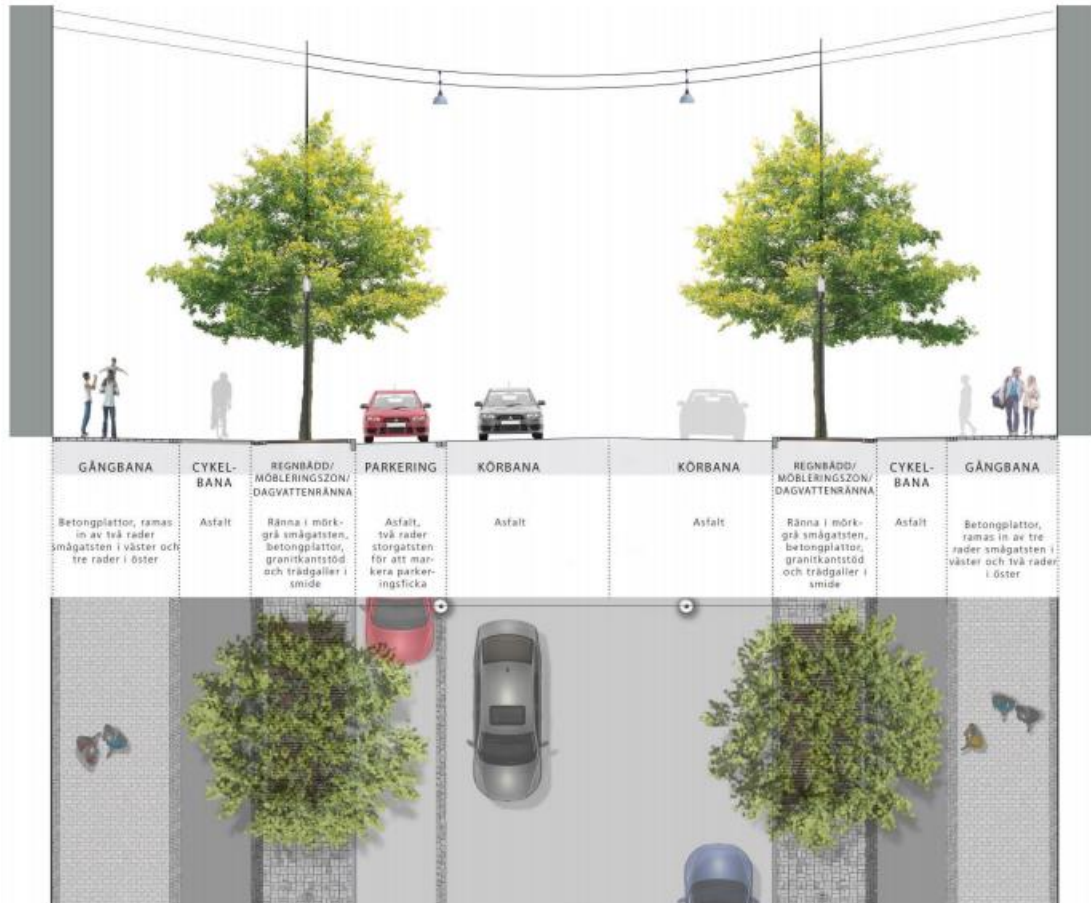 GÅNGBANA
Betongplattor, ramas
in av två rader
smågatsten i väster och
tre rader i öster
CYKEL-
BANA
Asfalt
REGNBÄDD/
MÖBLERINGSZON/
DAGVATTENRÄNNA
Ränna i mörk-
grå smågatsten,
betongplattor,
granitkantstöd
och trädgaller i
smide
PARKERING
Asfalt,
två rader
storgatsten
för att mar-
kera parker-
ingsficka
KÖRBANA
Asfalt
KÖRBANA
Asfalt
REGNBÄDD/
MÖBLERINGSZON/
DAGVATTENRÄNNA
Ränna i mörk-
grå smågatsten,
betongplattor,
granitkantstöd
och trädgaller i
smide
CYKEL-
BANA
Asfalt
GÅNGBANA
Betongplattor,
ramas in av tre
rader smågatsten i
väster och två rader
i öster